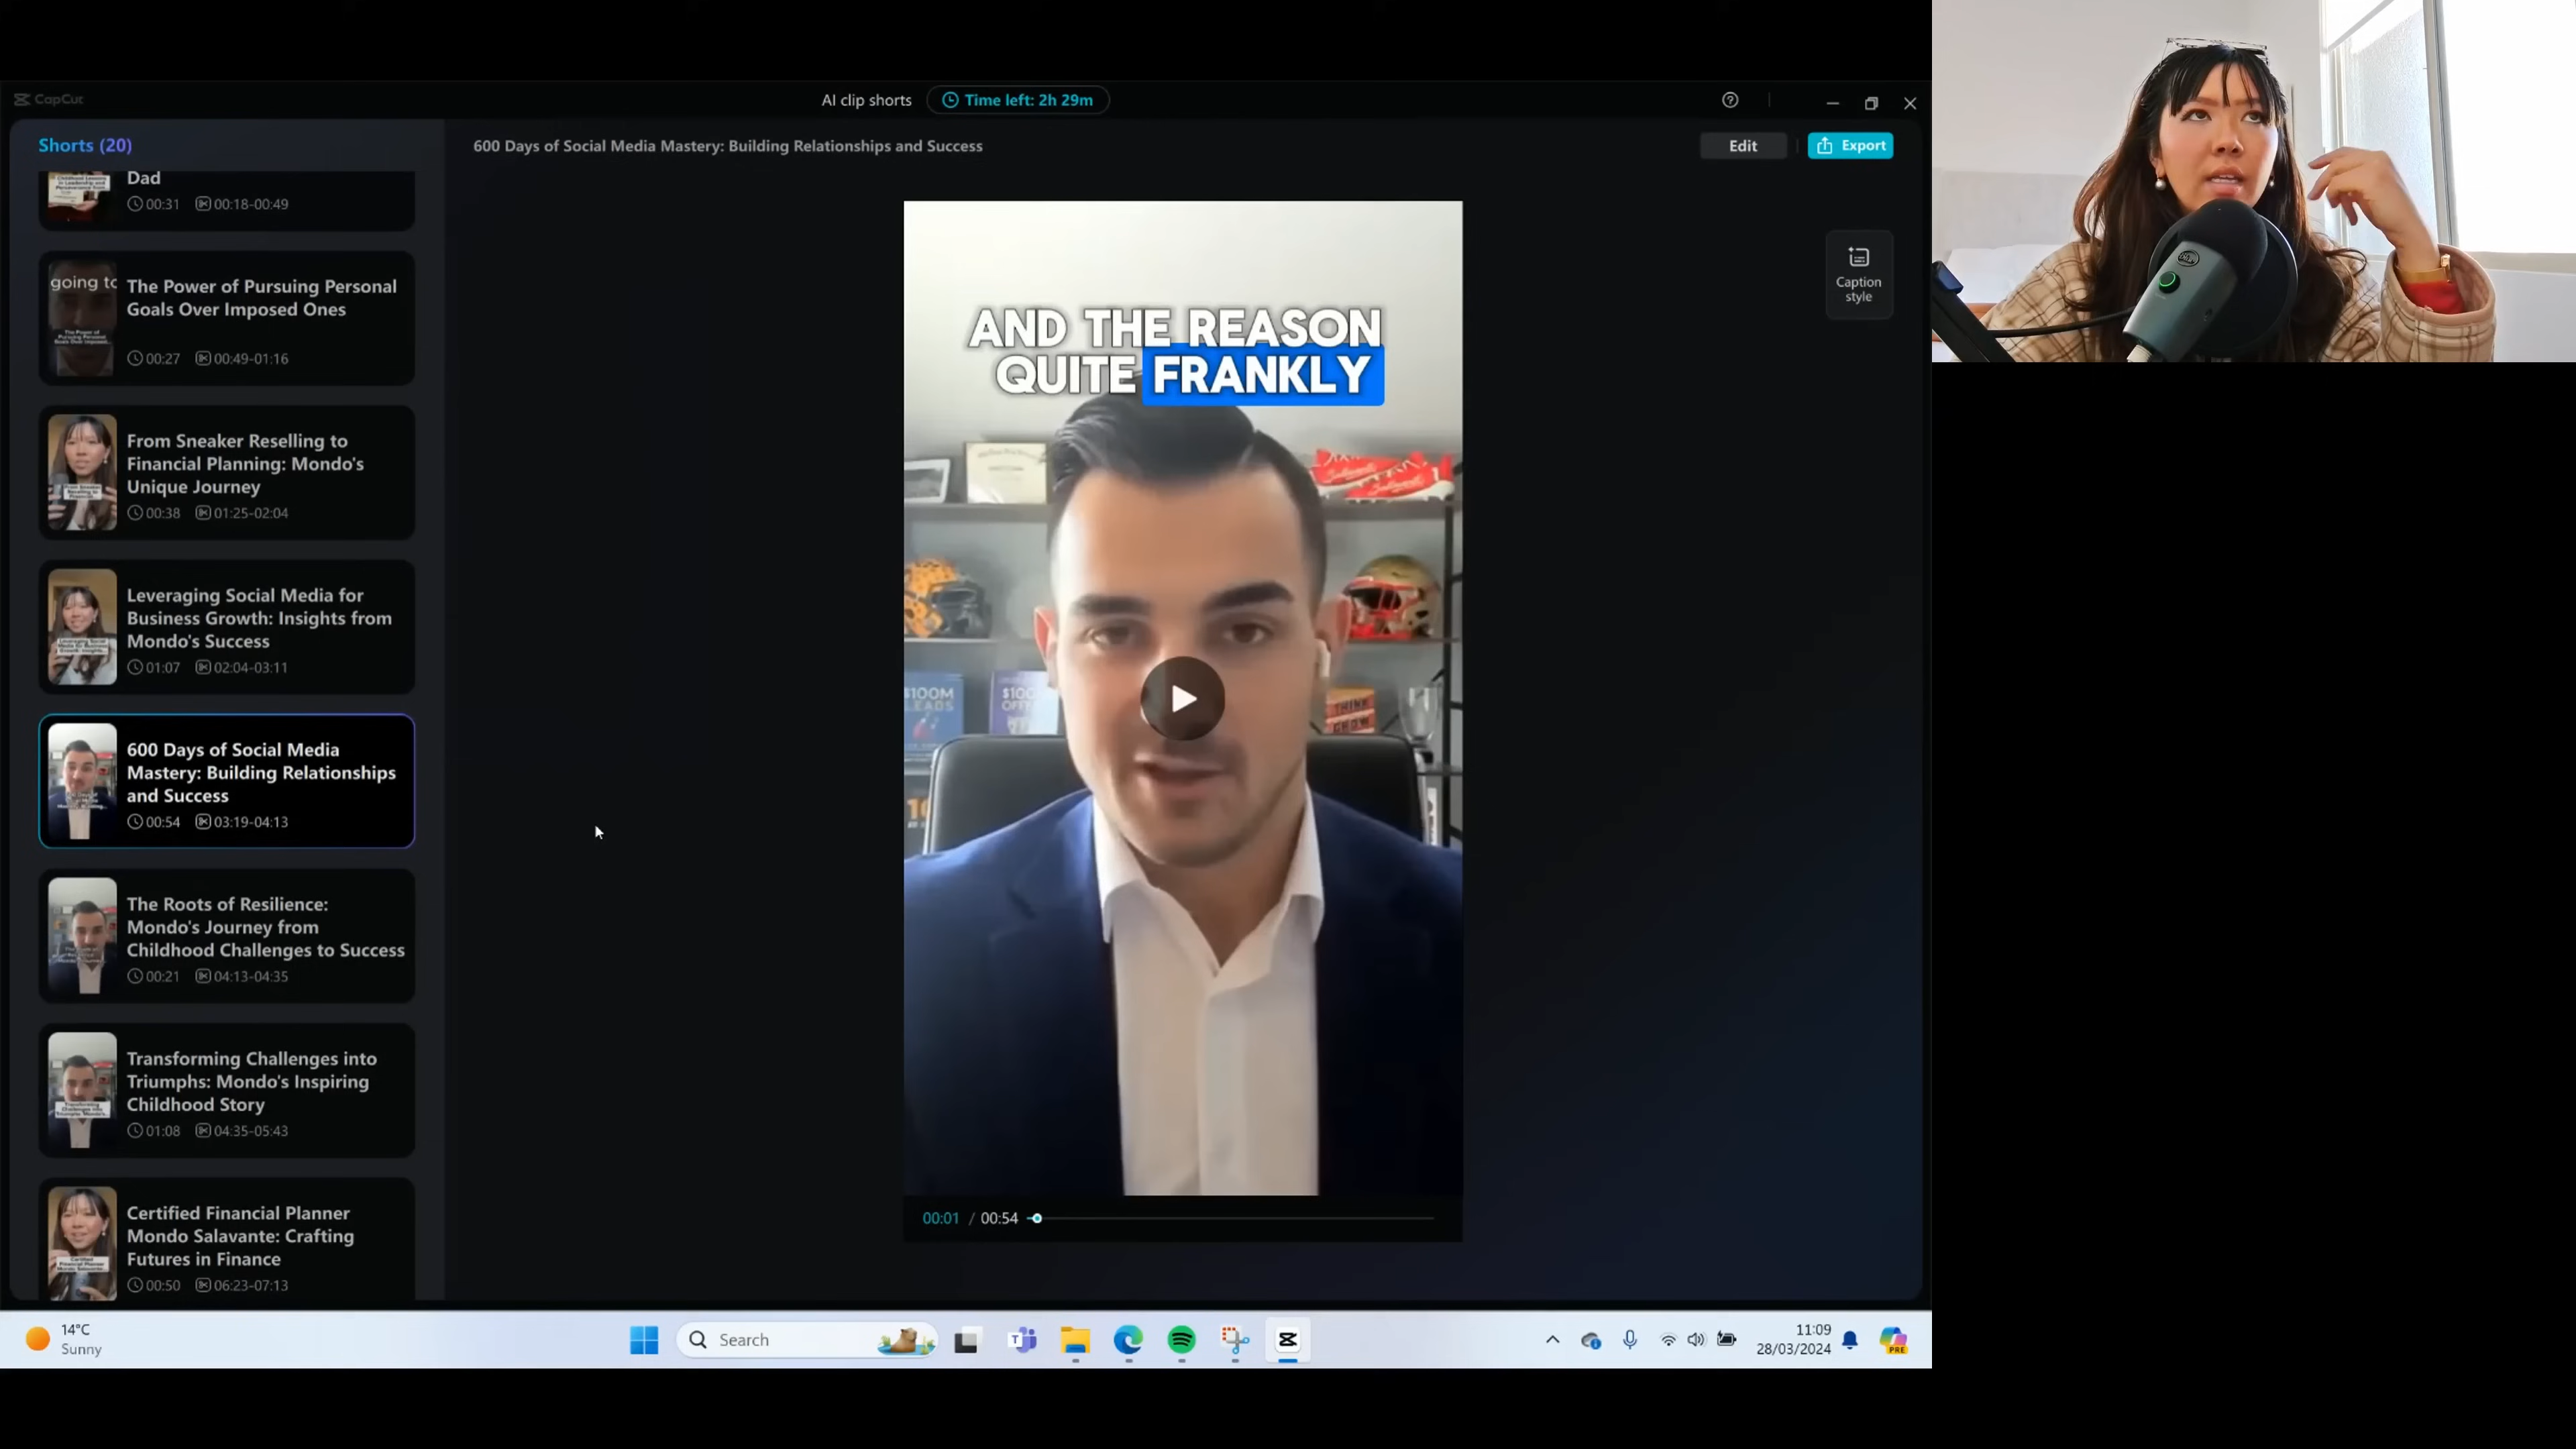 CapCut
AI clip shorts
Time left: 2h 29m
Shorts (20)
Dad
00:31 00:18-00:49
going to
The Power of Pursuing Personal
Goals Over Imposed Ones
00:27 00:49-01:16
From Sneaker Reselling to
Financial Planning: Mondo's
Unique Journey
00:38 01:25-02:04
Leveraging Social Media for
Business Growth: Insights from
Mondo's Success
01:07 02:04-03:11
600 Days of Social Media
Mastery: Building Relationships
and Success
00:54 03:19-04:13
The Roots of Resilience:
Mondo's Journey from
Childhood Challenges to Success
00:21 04:13-04:35
Transforming Challenges into
Triumphs: Mondo's Inspiring
Childhood Story
01:08 04:35-05:43
Certified Financial Planner
Mondo Salavante: Crafting
Futures in Finance
00:50 06:23-07:13
600 Days of Social Media Mastery: Building Relationships and Success
Edit
Export
Caption
style
AND THE REASON
QUITE FRANKLY
$100M
LEADS
THINK
GROW
00:01 / 00:54
14°C
Sunny
Search
11:09
28/03/2024
PRE